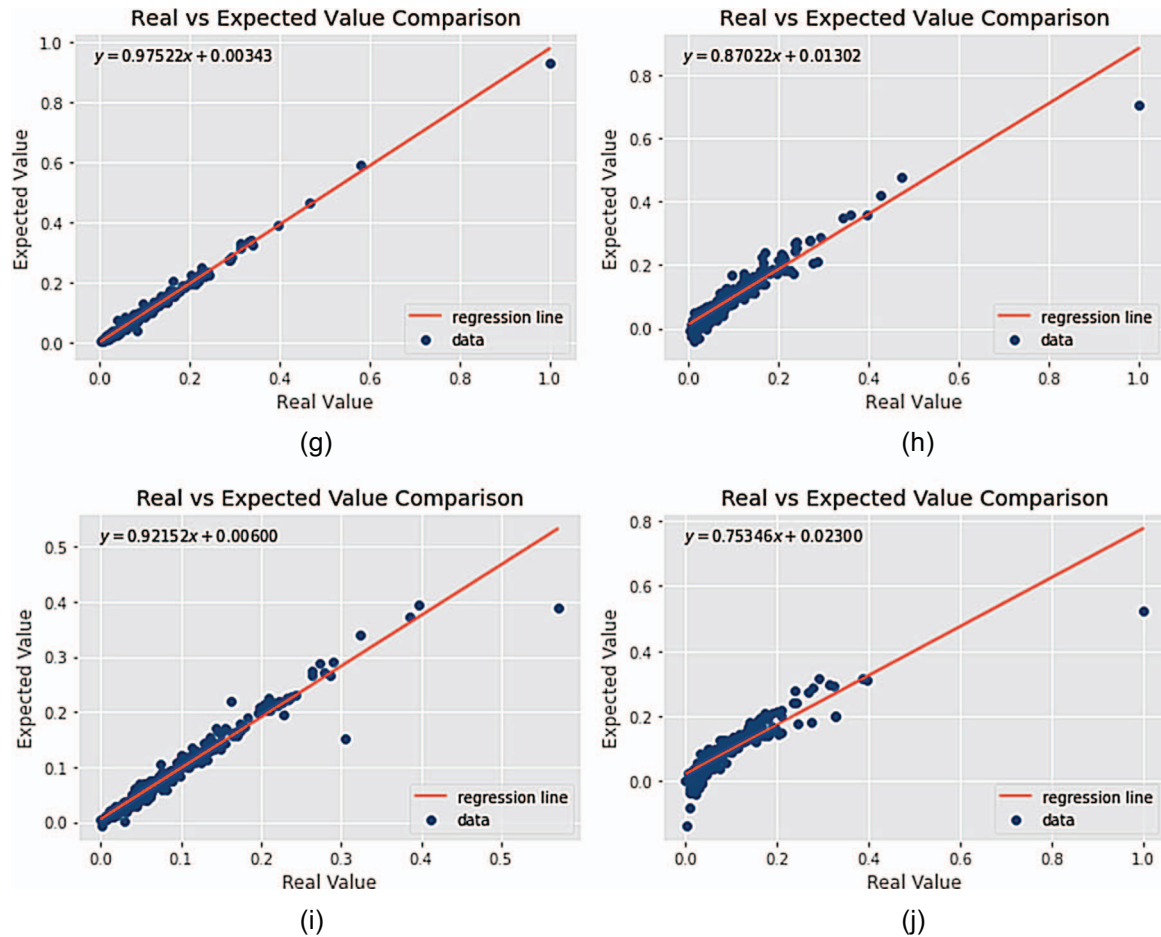 Real vs Expected Value Comparison
y = 0.97522x + 0.00343
1.0
0.8
0.6
0.4
0.2
0.0
Expected Value
regression line
data
0.0 0.2 0.4 0.6 0.8 1.0
Real Value
(g)
Real vs Expected Value Comparison
y = 0.87022x + 0.01302
0.8
0.6
0.4
0.2
0.0
Expected Value
regression line
data
0.0 0.2 0.4 0.6 0.8 1.0
Real Value
(h)
Real vs Expected Value Comparison
y = 0.92152x + 0.00600
0.5
0.4
0.3
0.2
0.1
0.0
Expected Value
regression line
data
0.0 0.1 0.2 0.3 0.4 0.5
Real Value
(i)
Real vs Expected Value Comparison
y = 0.75346x + 0.02300
0.8
0.6
0.4
0.2
0.0
Expected Value
regression line
data
0.0 0.2 0.4 0.6 0.8 1.0
Real Value
(j)